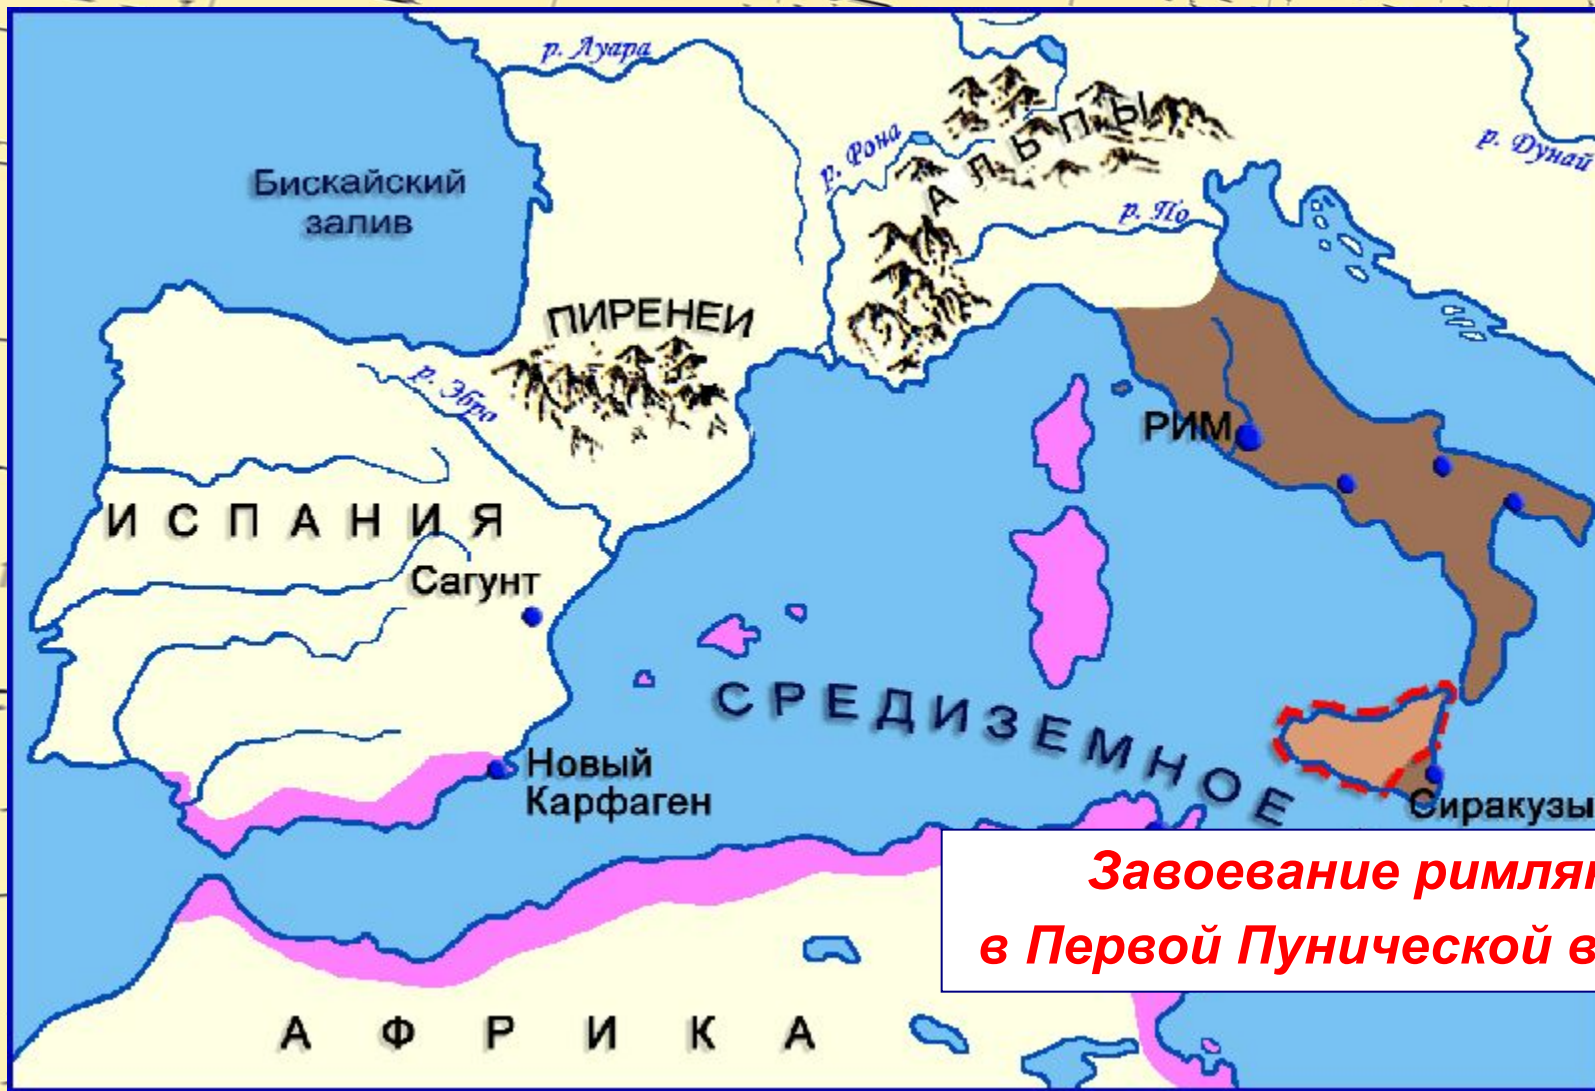 р. Луара
р. Рона
АЛЬПЫ
р. Дунай
Бискайский
залив
р. По
ПИРЕНЕИ
р. Эбро
РИМ
ИСПАНИЯ
Сагунт
СРЕДИЗЕМНОЕ
Новый
Карфаген
Сиракузы
Завоевание
в Первой Пунической
АФРИКА